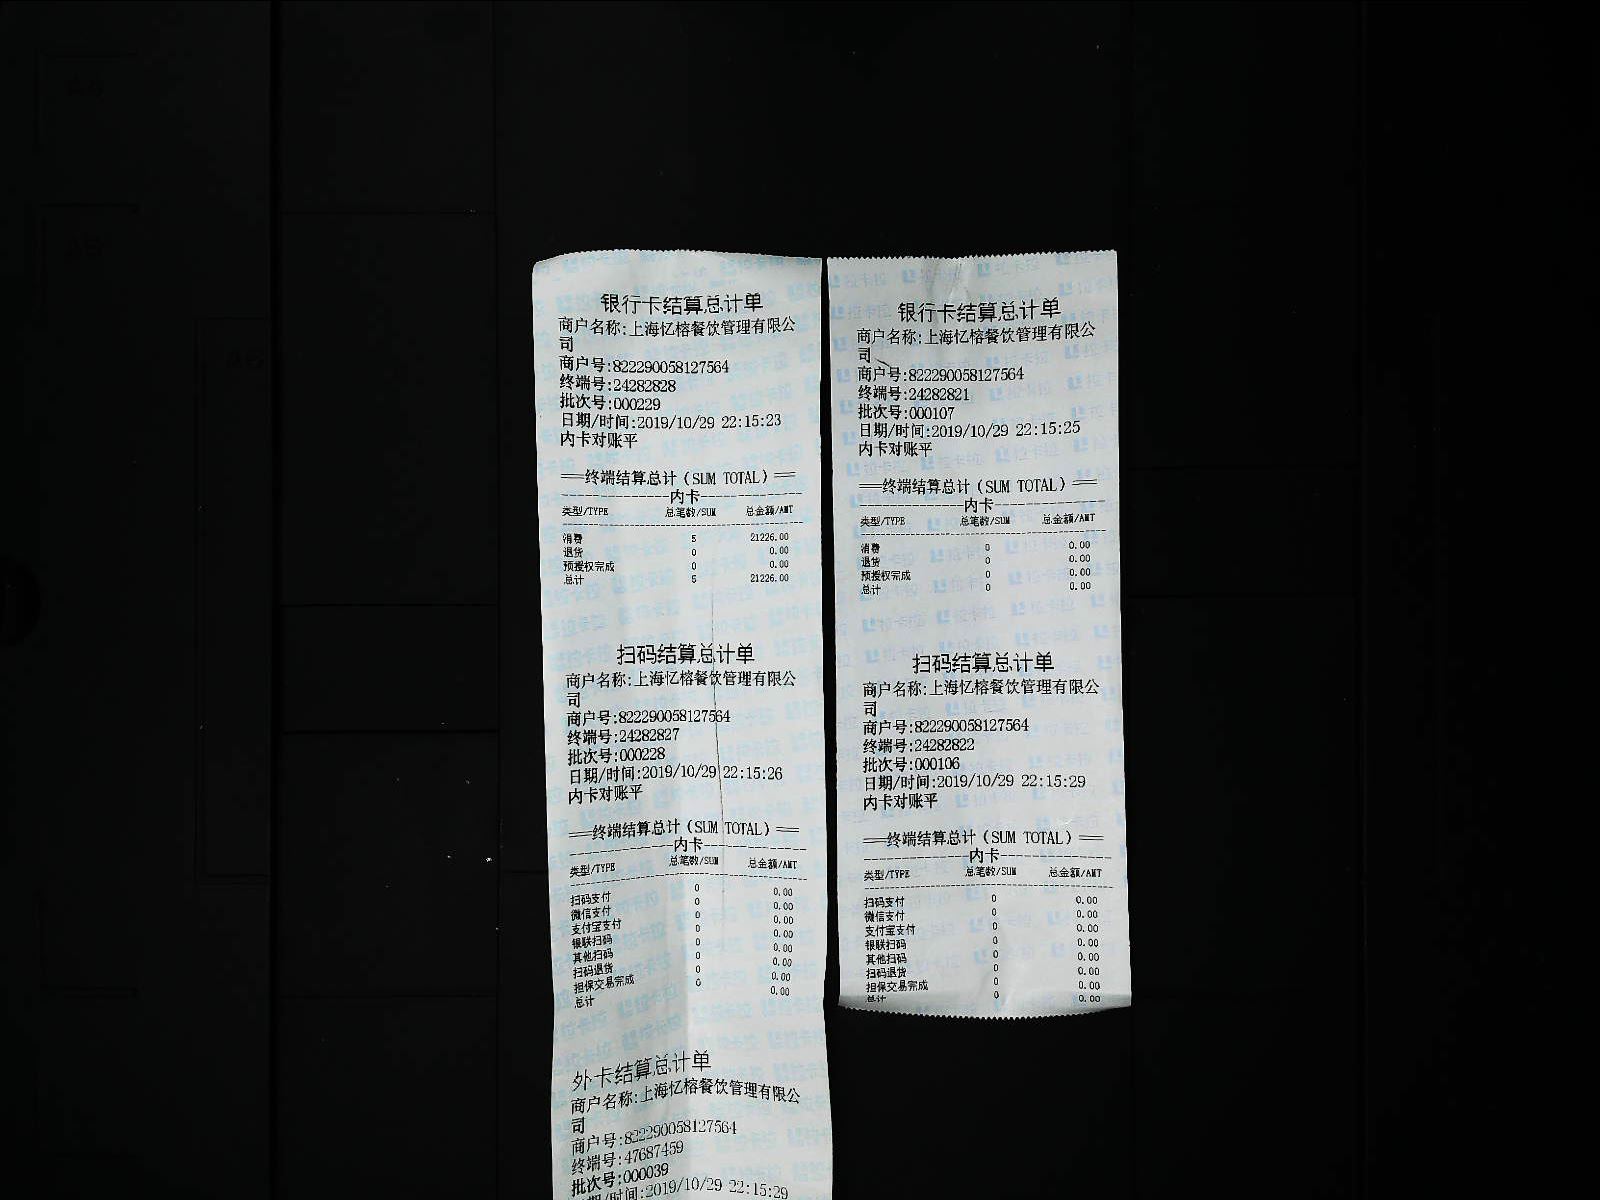 银行卡结算总计单
商户名称:上海忆榕餐饮管理有限公
司
商户号:822290058127564
终端号:24282828
批次号:000229
日期/时间:2019/10/29 22:15:23
内卡对账平
==终端结算总计(SUM TOTAL)==
----------内卡----------
类型/TYPE 总笔数/SUM 总金额/AMT
消费 5 21226.00
退货 0 0.00
预授权完成 0 0.00
总计 5 21226.00
扫码结算总计单
商户名称:上海忆榕餐饮管理有限公
司
商户号:822290058127564
终端号:24282827
批次号:000228
日期/时间:2019/10/29 22:15:26
内卡对账平
==终端结算总计(SUM TOTAL)==
----------内卡----------
类型/TYPE 总笔数/SUM 总金额/AMT
扫码支付 0 0.00
微信支付 0 0.00
支付宝支付 0 0.00
银联扫码 0 0.00
其他扫码 0 0.00
扫码退货 0 0.00
担保交易完成 0 0.00
总计 0 0.00
外卡结算总计单
商户名称:上海忆榕餐饮管理有限公
司
商户号:822290058127564
终端号:47687459
批次号:000039
日期/时间:2019/10/29 22:15:29
银行卡结算总计单
商户名称:上海忆榕餐饮管理有限公
司
商户号:822290058127564
终端号:24282821
批次号:000107
日期/时间:2019/10/29 22:15:25
内卡对账平
==终端结算总计(SUM TOTAL)==
----------内卡----------
类型/TYPE 总笔数/SUM 总金额/AMT
消费 0 0.00
退货 0 0.00
预授权完成 0 0.00
总计 0 0.00
扫码结算总计单
商户名称:上海忆榕餐饮管理有限公
司
商户号:822290058127564
终端号:24282822
批次号:000106
日期/时间:2019/10/29 22:15:29
内卡对账平
==终端结算总计(SUM TOTAL)==
----------内卡----------
类型/TYPE 总笔数/SUM 总金额/AMT
扫码支付 0 0.00
微信支付 0 0.00
支付宝支付 0 0.00
银联扫码 0 0.00
其他扫码 0 0.00
扫码退货 0 0.00
担保交易完成 0 0.00
总计 0 0.00